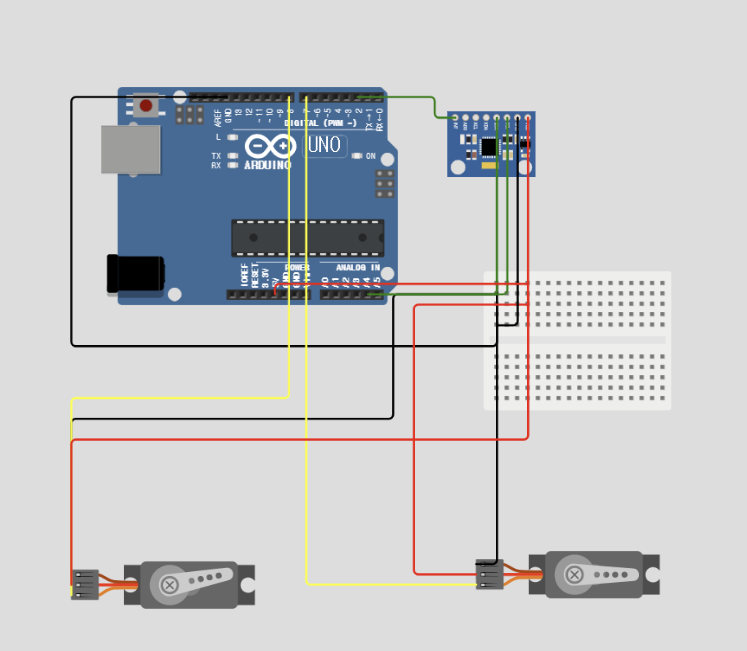 AREF
GND
13
12
~11
~10
~9
8
7
~6
~5
4
~3
2
TX→1
RX←0
DIGITAL (PWM ~)
L
UNO
TX
RX
ON
ARDUINO
IOREF
RESET
3.3V
5V
GND
GND
POWER
ANALOG IN
A0
A1
A2
A3
A4
A5